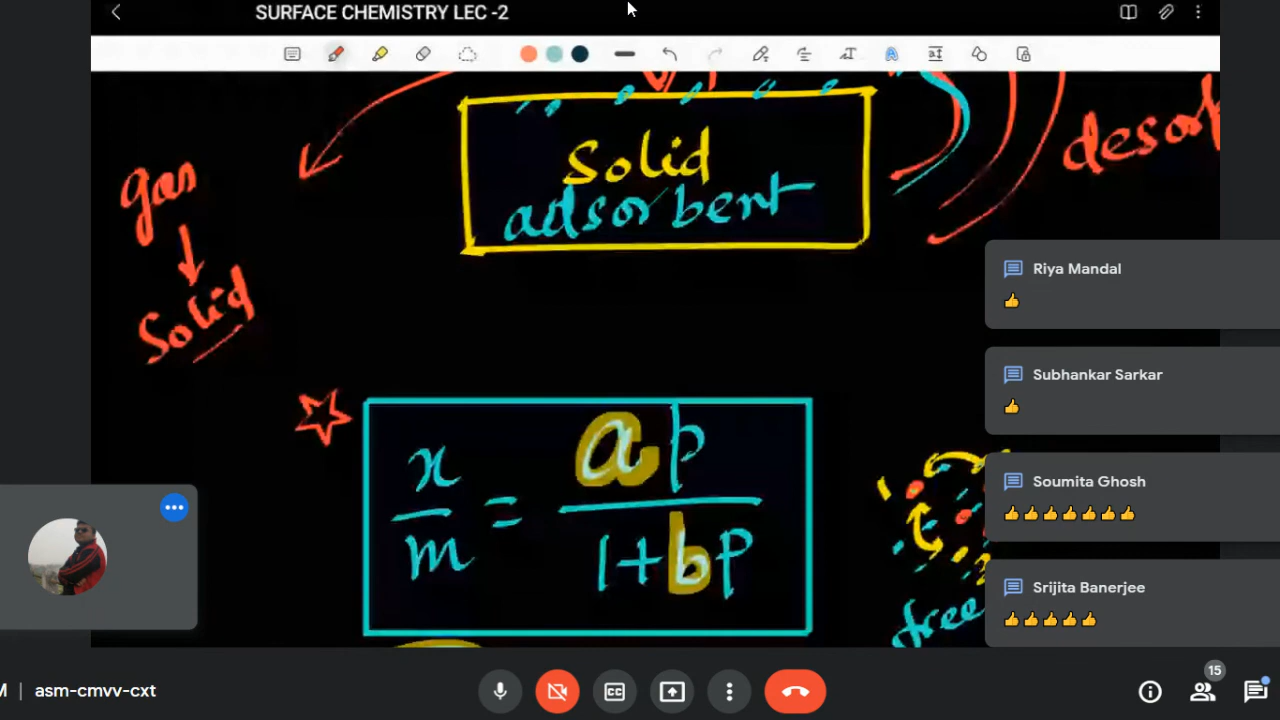 SURFACE CHEMISTRY LEC -2
Solid
adsorbent
gas
Solid
x/m = ap/1+bp
free
Riya Mandal
👍
Subhankar Sarkar
👍
Soumita Ghosh
👍👍👍👍👍👍👍
Srijita Banerjee
👍👍👍👍👍
M | asm-cmvv-cxt
CC
15